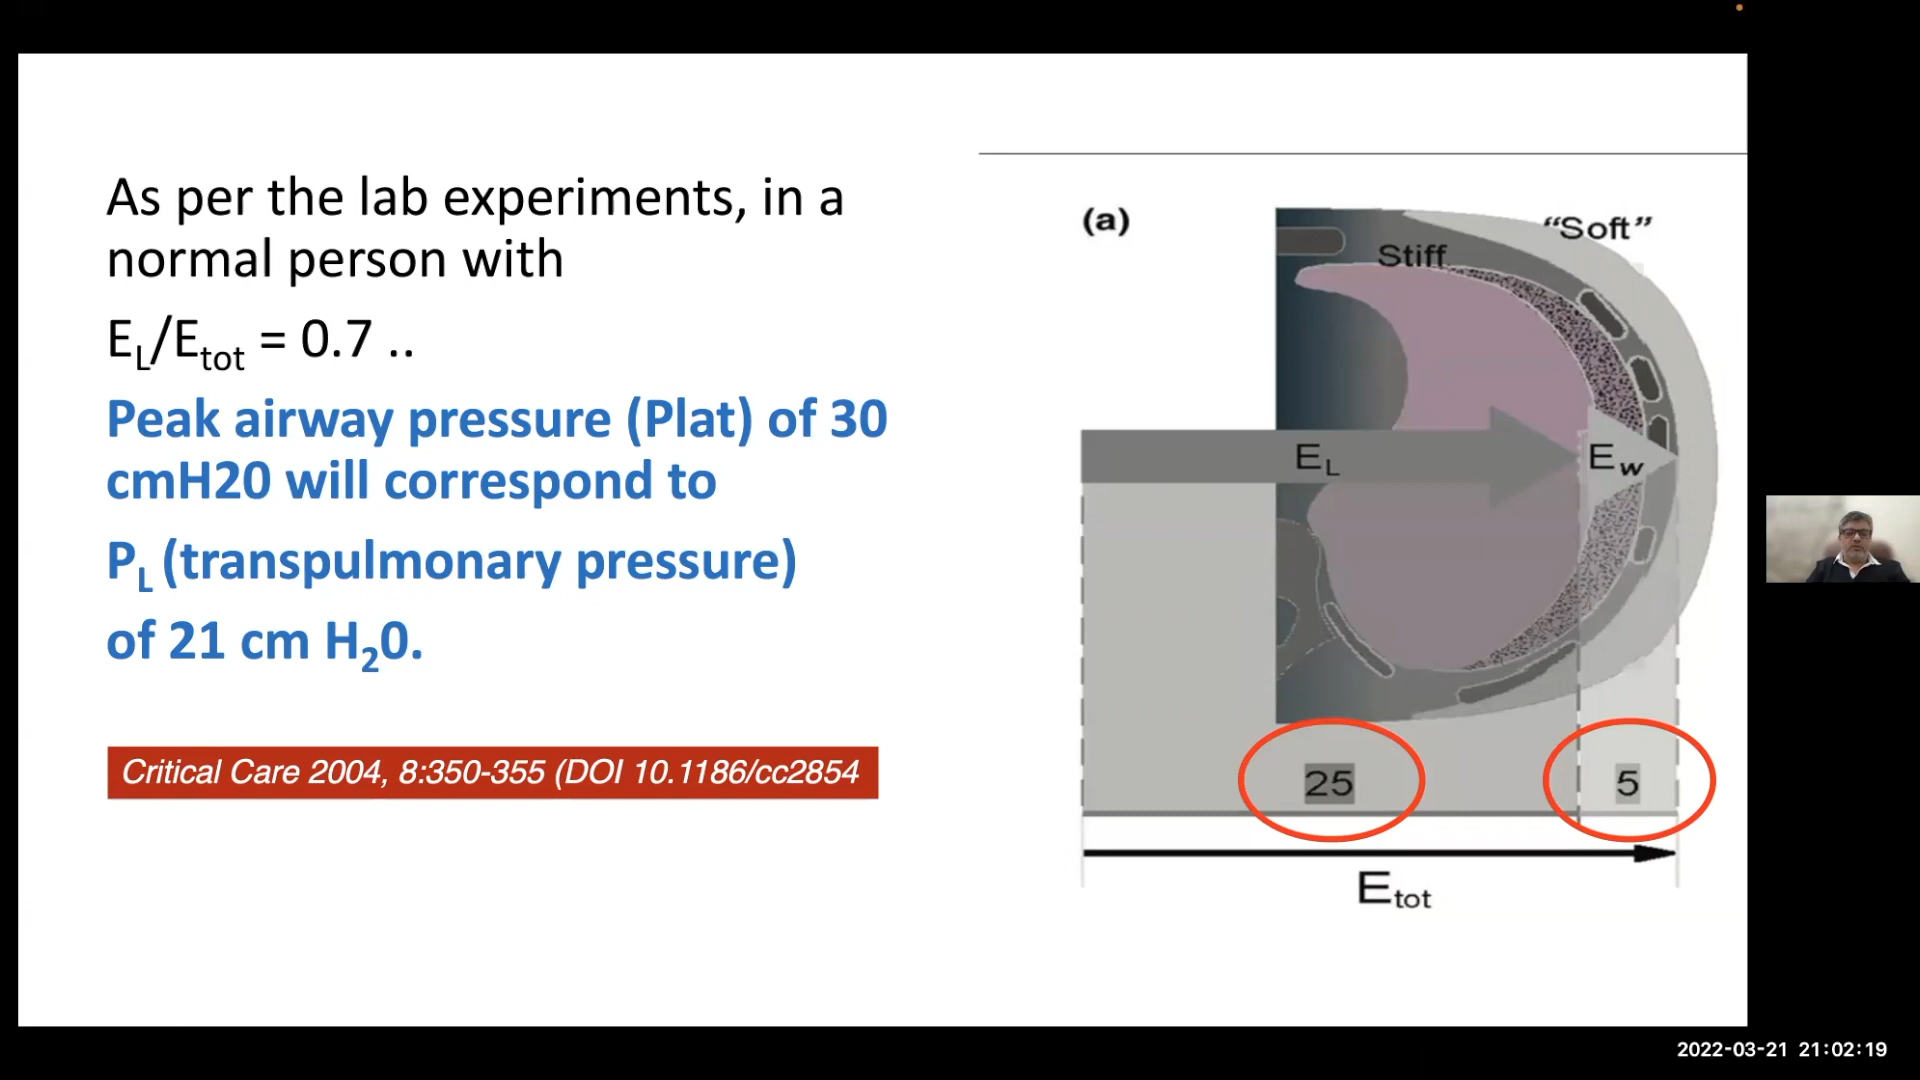 As per the lab experiments, in a
normal person with
EL/Etot = 0.7 ..
Peak airway pressure (Plat) of 30
cmH20 will correspond to
PL (transpulmonary pressure)
of 21 cm H20.
Critical Care 2004, 8:350-355 (DOI 10.1186/cc2854
(a)
“Soft”
Stiff
EL
Ew
25
5
Etot
2022-03-21 21:02:19